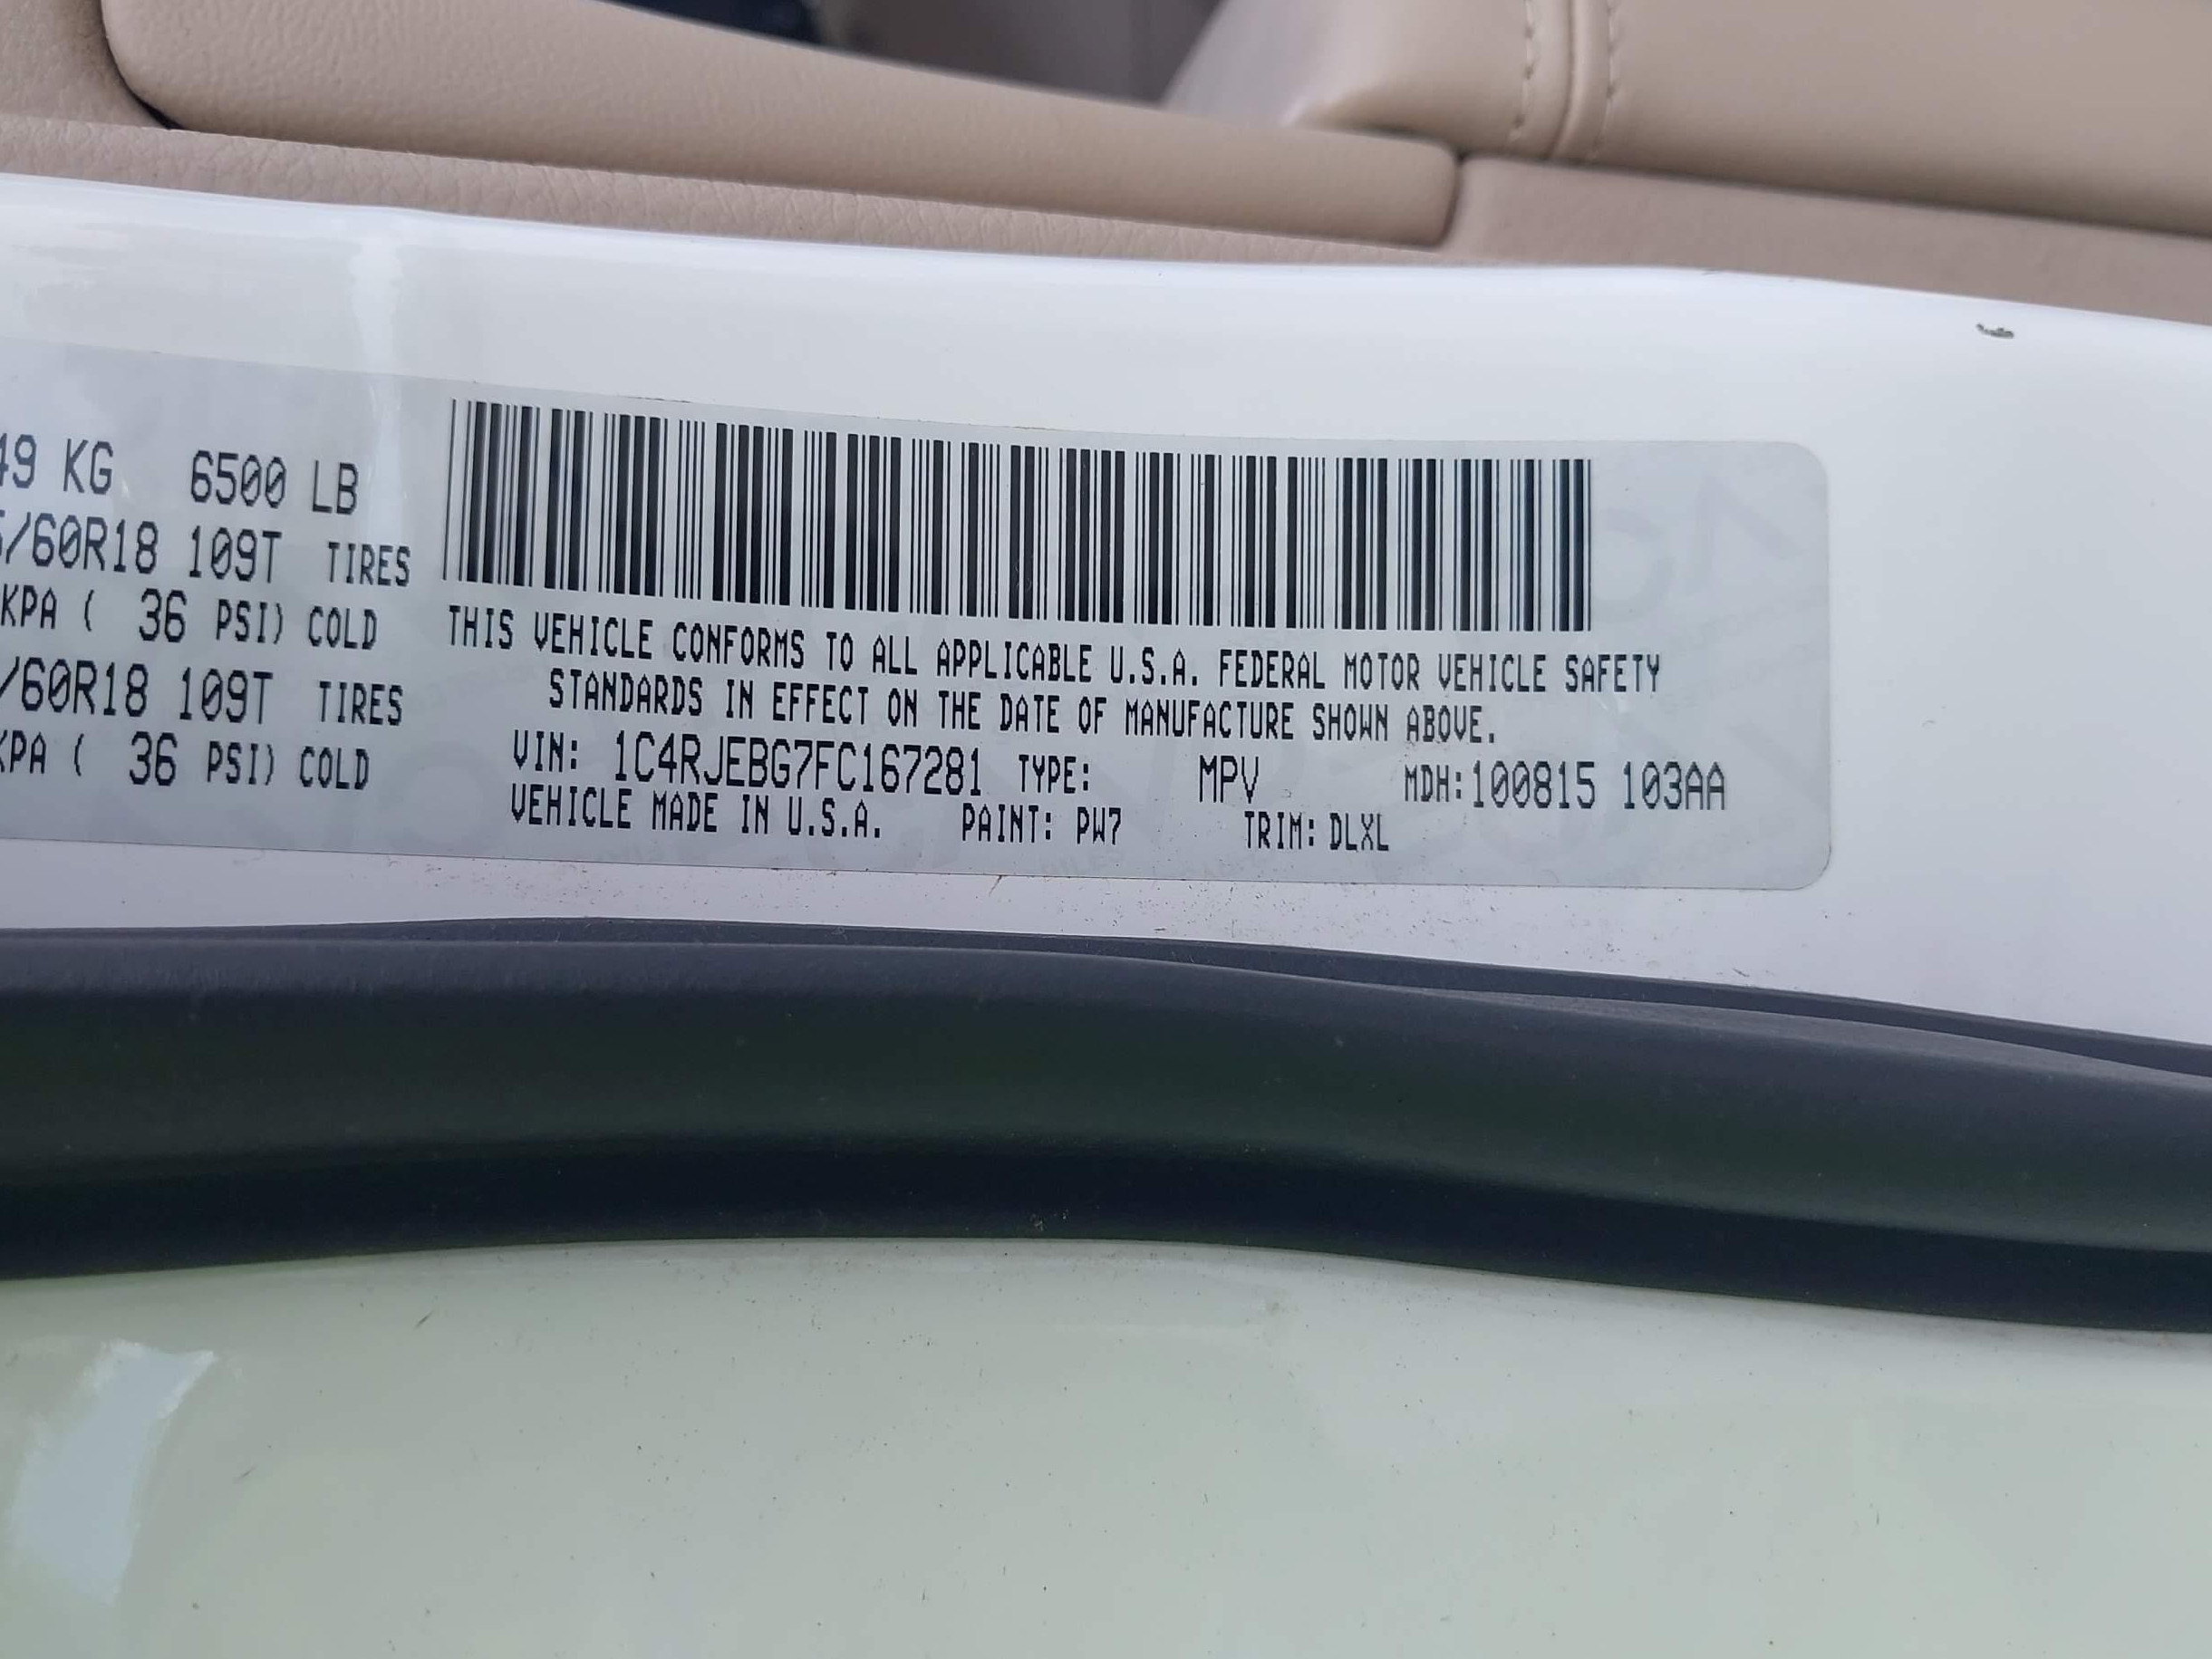 49 KG 6500 LB
5/60R18 109T TIRES
KPA ( 36 PSI) COLD
/60R18 109T TIRES
KPA ( 36 PSI) COLD
THIS VEHICLE CONFORMS TO ALL APPLICABLE U.S.A. FEDERAL MOTOR VEHICLE SAFETY
STANDARDS IN EFFECT ON THE DATE OF MANUFACTURE SHOWN ABOVE.
VIN: 1C4RJEBG7FC167281 TYPE: MPV MDH:100815 103AA
VEHICLE MADE IN U.S.A. PAINT: PW7 TRIM: DLXL